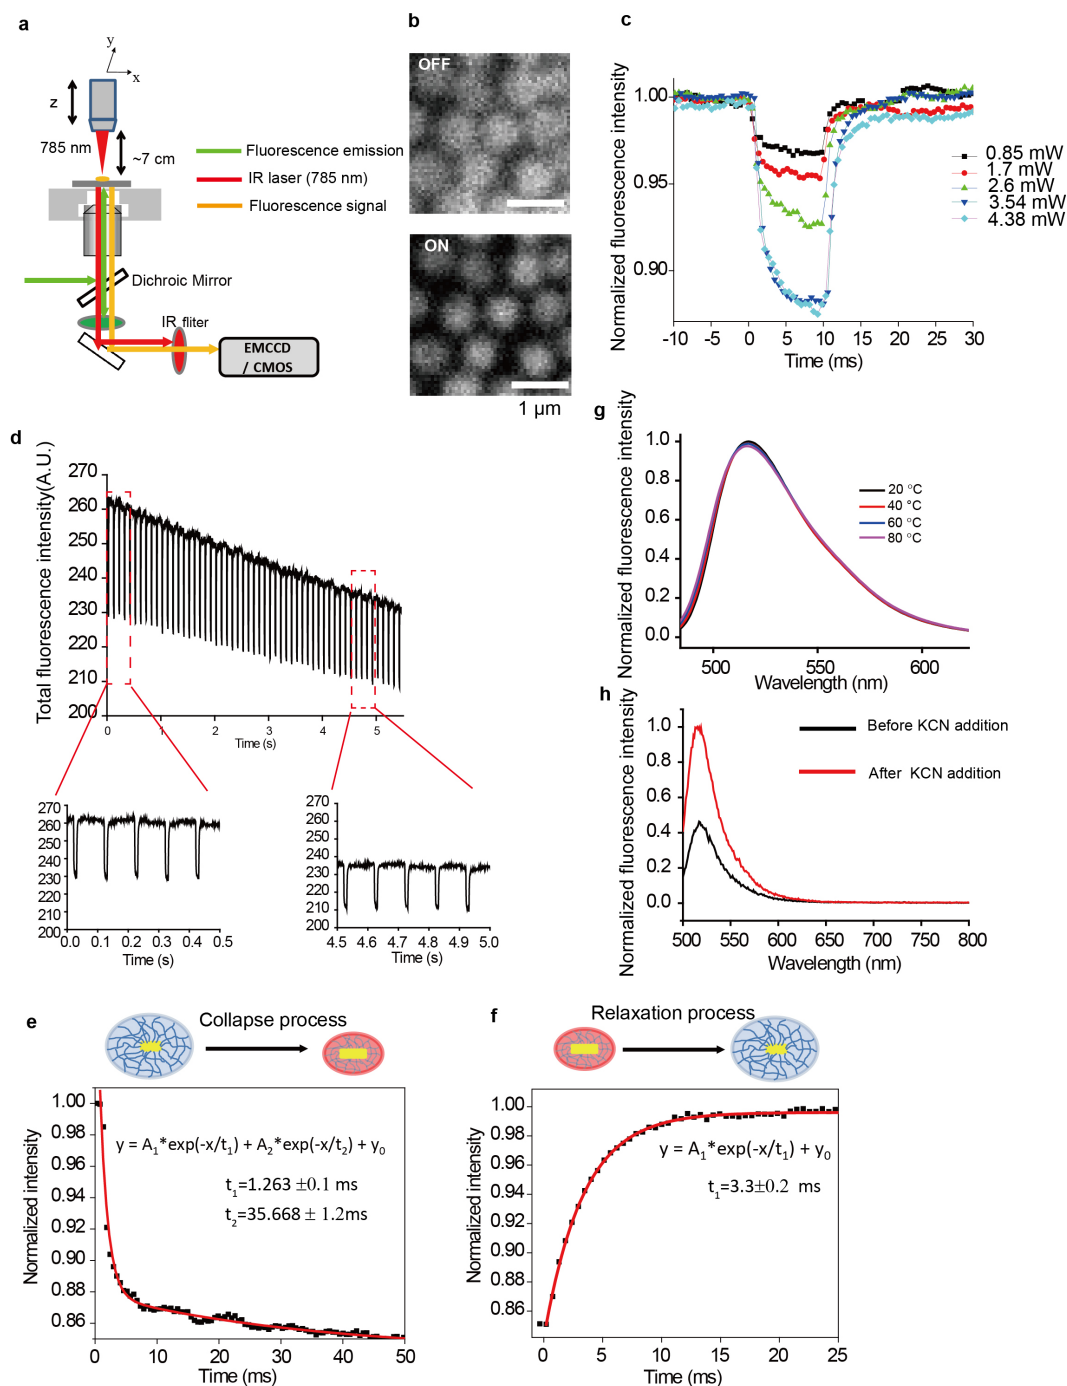 a
y
x
z
785 nm
~7 cm
Fluorescence emission
IR laser (785 nm)
Fluorescence signal
Dichroic Mirror
IR fliter
EMCCD
/ CMOS
b
OFF
ON
1 μm
c
Normalized fluorescence intensity
1.00
0.95
0.90
-10 -5 0 5 10 15 20 25 30
Time (ms)
0.85 mW
1.7 mW
2.6 mW
3.54 mW
4.38 mW
d
Total fluorescence intensity(A.U.)
270
260
250
240
230
220
210
200
0 1 2 3 4 5
Time (s)
270
260
250
240
230
220
210
200
0.0 0.1 0.2 0.3 0.4 0.5
Time (s)
270
260
250
240
230
220
210
200
4.5 4.6 4.7 4.8 4.9 5.0
Time (s)
g
Normalized fluorescence intensity
1.0
0.8
0.6
0.4
0.2
0.0
500 550 600
Wavelength (nm)
20 °C
40 °C
60 °C
80 °C
h
Normalized fluorescence intensity
1.0
0.8
0.6
0.4
0.2
0.0
500 550 600 650 700 750 800
Wavelength (nm)
Before KCN addition
After KCN addition
e
Collapse process
Normalized intensity
1.00
0.98
0.96
0.94
0.92
0.90
0.88
0.86
y = A₁*exp(-x/t₁) + A₂*exp(-x/t₂) + y₀
t₁=1.263 ±0.1 ms
t₂=35.668 ± 1.2ms
0 10 20 30 40 50
Time (ms)
f
Relaxation process
Normalized intensity
1.00
0.98
0.96
0.94
0.92
0.90
0.88
0.86
y = A₁*exp(-x/t₁) + y₀
t₁=3.3±0.2 ms
0 5 10 15 20 25
Time (ms)